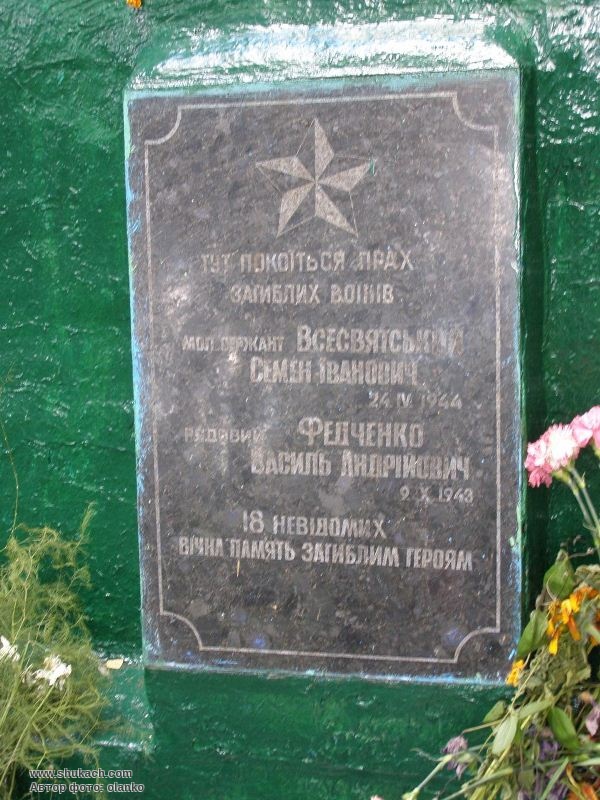 ТУТ ПОКОЇТЬСЯ ПРАХ
ЗАГИБЛИХ ВОІНІВ
МОЛ. СЕРЖАНТ ВСЕСВЯТСЬКИЙ
СЕМЕН ІВАНОВИЧ
24 IV 1944
РЯДОВИЙ ФЕДЧЕНКО
ВАСИЛЬ АНДРІЙОВИЧ
9 X 1943
18 НЕВІДОМИХ
ВІЧНА ПАМ'ЯТЬ ЗАГИБЛИМ ГЕРОЯМ
www.shukach.com
Автор фото: olanko